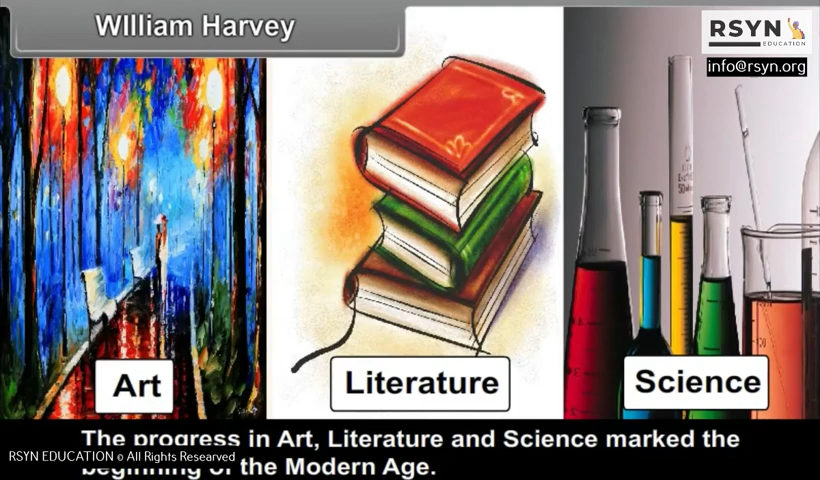 WIlliam Harvey
RSYN
EDUCATION
info@rsyn.org
Art
Literature
Science
The progress in Art, Literature and Science marked the
beginning of the Modern Age.
RSYN EDUCATION © All Rights Researved